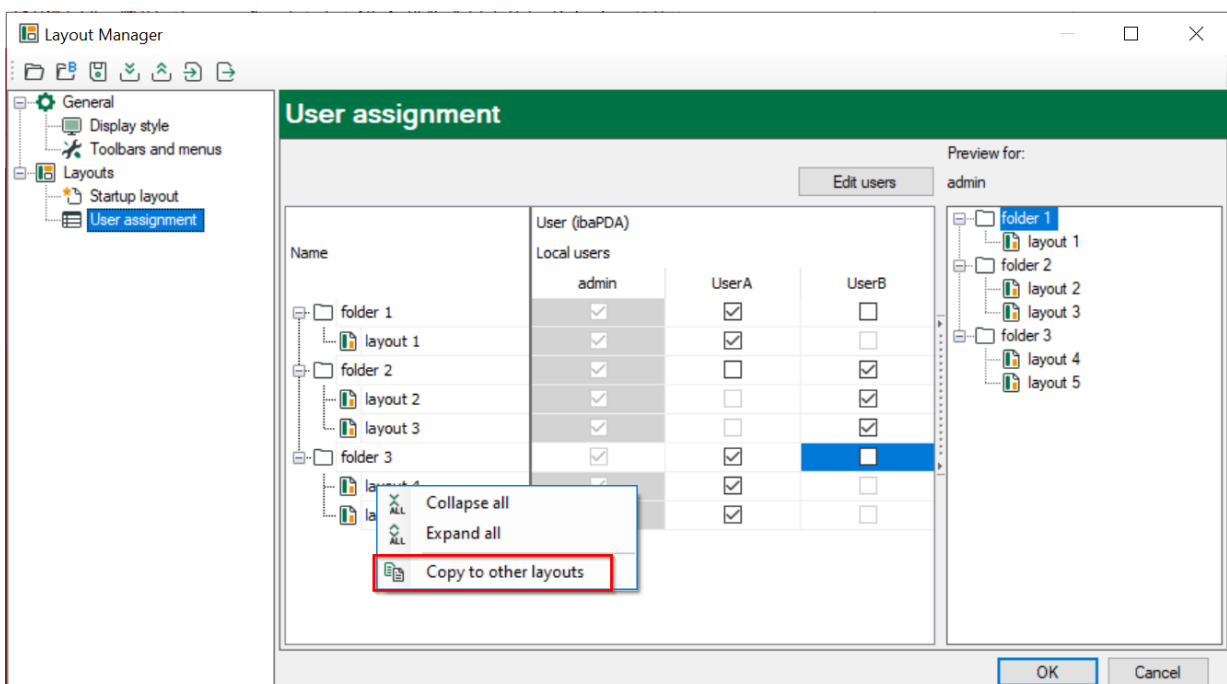 Layout Manager
General
Display style
Toolbars and menus
Layouts
Startup layout
User assignment
User assignment
Edit users
Preview for:
admin
Name
User (ibaPDA)
Local users
admin UserA UserB
folder 1
layout 1
folder 2
layout 2
layout 3
folder 3
Collapse all
Expand all
Copy to other layouts
folder 1
layout 1
folder 2
layout 2
layout 3
folder 3
layout 4
layout 5
OK Cancel